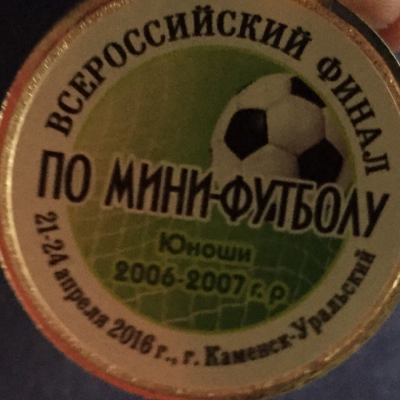 ВСЕРОССИЙСКИЙ ФИНАЛ
ПО МИНИ-ФУТБОЛУ
Юноши
2006-2007 г. р
21-24 апреля 2016 г., г. Каменск-Уральский